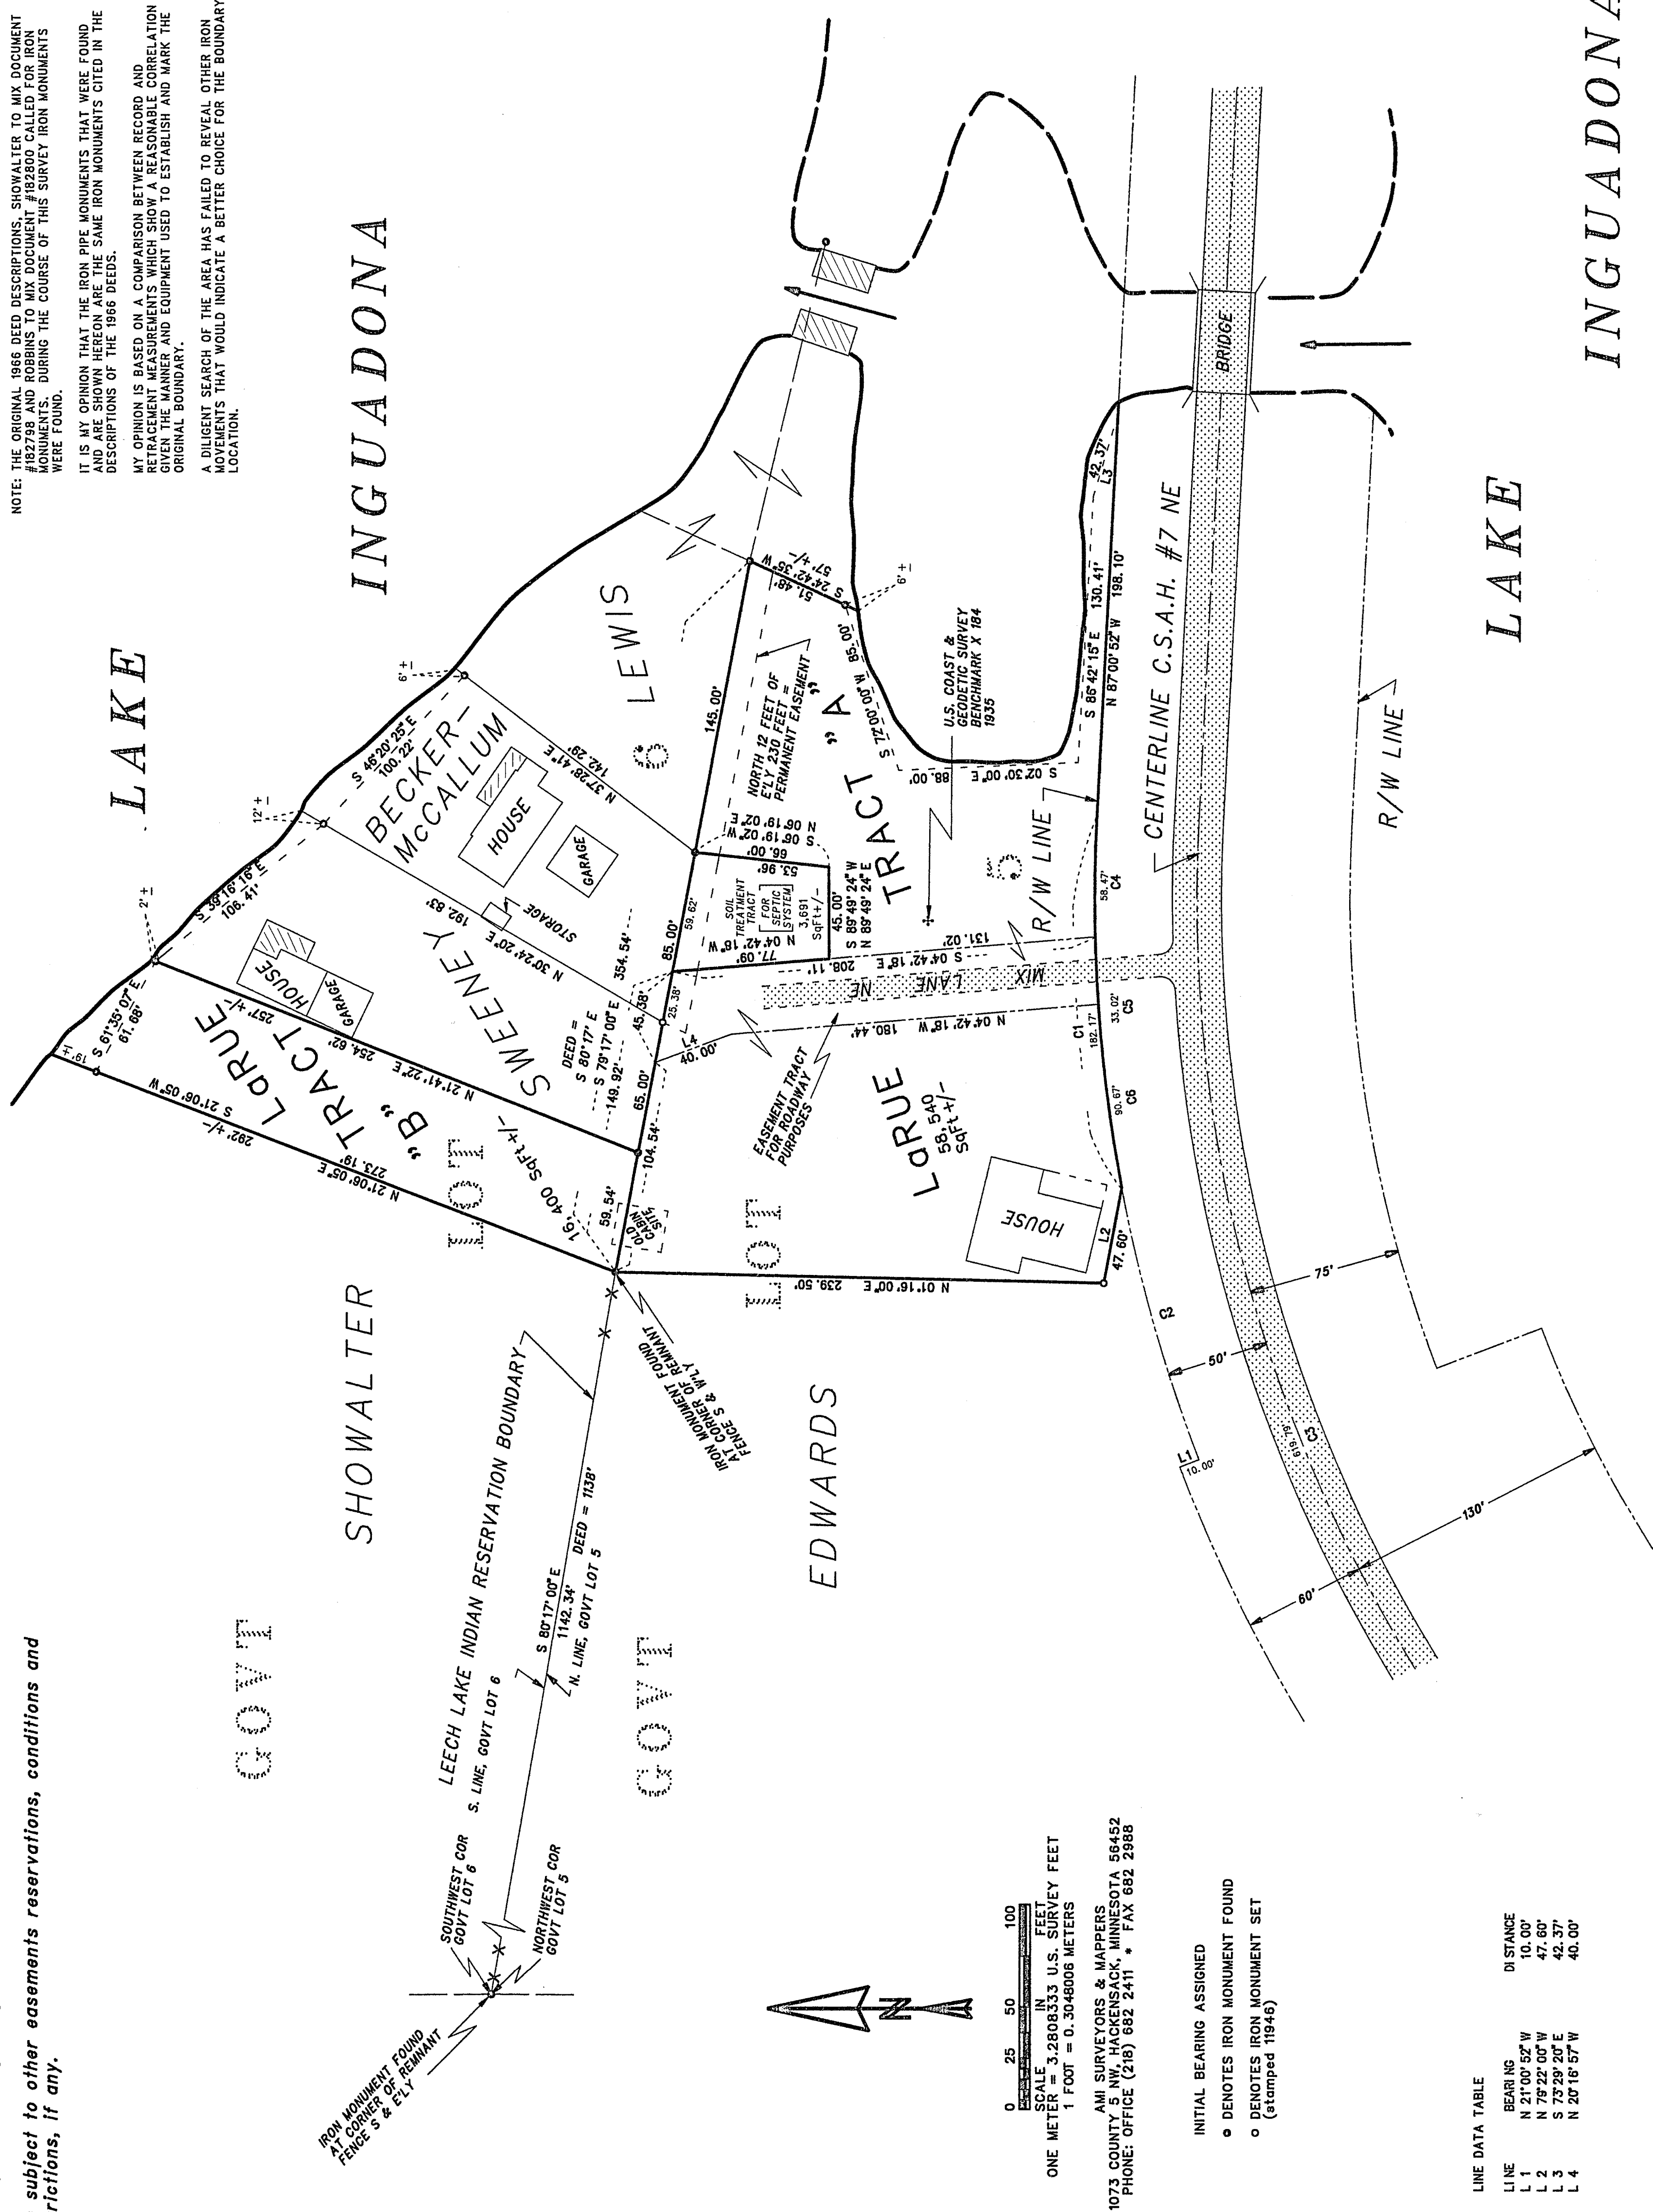 subject to other easements reservations, conditions and
rictions, if any.
NOTE: THE ORIGINAL 1966 DEED DESCRIPTIONS, SHOWALTER TO MIX DOCUMENT
#182798 AND ROBBINS TO MIX DOCUMENT #182800 CALLED FOR IRON
MONUMENTS. DURING THE COURSE OF THIS SURVEY IRON MONUMENTS
WERE FOUND.
IT IS MY OPINION THAT THE IRON PIPE MONUMENTS THAT WERE FOUND
AND ARE SHOWN HEREON ARE THE SAME IRON MONUMENTS CITED IN THE
DESCRIPTIONS OF THE 1966 DEEDS.
MY OPINION IS BASED ON A COMPARISON BETWEEN RECORD AND
RETRACEMENT MEASUREMENTS WHICH SHOW A REASONABLE CORRELATION
GIVEN THE MANNER AND EQUIPMENT USED TO ESTABLISH AND MARK THE
ORIGINAL BOUNDARY.
A DILIGENT SEARCH OF THE AREA HAS FAILED TO REVEAL OTHER IRON
MOVEMENTS THAT WOULD INDICATE A BETTER CHOICE FOR THE BOUNDARY
LOCATION.
LAKE
INGUADONA
GOVT
LOT
6
SHOWALTER
LaRUE
TRACT
"B"
16,400 SqFt+/-
N 21°06'05" E
273.19'
292'+/-
S 21°06'05" W
19'±
S 61°35'07" E
61.68'
2'±
S 39°16'16" E
106.41'
12'±
S 46°20'25" E
100.22'
6'±
257'+/-
254.62'
N 21°41'22" E
HOUSE
GARAGE
SWEENEY
192.83'
N 30°24'20" E
STORAGE
BECKER-
McCALLUM
HOUSE
GARAGE
N 37°28'41" E
142.29'
LEWIS
DEED =
S 80°17' E
S 79°17'00" E
149.92'
354.54'
59.54'
65.00'
104.54'
45.38'
25.38'
85.00'
59.62'
145.00'
OLD
CABIN
SITE
LEECH LAKE INDIAN RESERVATION BOUNDARY
S 80°17'00" E
1142.34'
DEED = 1138'
S. LINE, GOVT LOT 6
N. LINE, GOVT LOT 5
SOUTHWEST COR
GOVT LOT 6
NORTHWEST COR
GOVT LOT 5
IRON MONUMENT FOUND
AT CORNER OF REMNANT
FENCE S & E'LY
IRON MONUMENT FOUND
AT CORNER OF REMNANT
FENCE S & W'LY
GOVT
LOT
5
EDWARDS
N 01°16'00" E
239.50'
LaRUE
58,540
SqFt+/-
HOUSE
L2
47.60'
EASEMENT TRACT
FOR ROADWAY
PURPOSES
L4
40.00'
N 04°42'18" W
180.44'
MIX LANE NE
S 04°42'18" E
208.11'
131.02'
SOIL
TREATMENT
TRACT
FOR
SEPTIC
SYSTEM
3,691
SqFt+/-
N 04°42'18" W
77.09'
53.96'
66.00'
S 06°19'02" W
N 06°19'02" E
45.00'
S 89°49'24" W
N 89°49'24" E
NORTH 12 FEET OF
E'LY 230 FEET =
PERMANENT EASEMENT
TRACT "A"
S 24°42'35" W
51.48'
57'+/-
6'±
S 72°00'00" W 85.00'
88.00'
S 02°30'00" E
U.S. COAST &
GEODETIC SURVEY
BENCHMARK X 184
1935
S 86°42'15" E 130.41'
N 87°00'52" W 198.10'
42.37'
L3
R/W LINE
58.47'
C4
33.02'
C5
C1
182.17'
90.67'
C6
C2
CENTERLINE C.S.A.H. #7 NE
BRIDGE
R/W LINE
LAKE
INGUADONA
75'
50'
L1
10.00'
619.79'
C3
60'
130'
N
0 25 50 100
SCALE IN FEET
ONE METER = 3.2808333 U.S. SURVEY FEET
1 FOOT = 0.3048006 METERS
AMI SURVEYORS & MAPPERS
1073 COUNTY 5 NW, HACKENSACK, MINNESOTA 56452
PHONE: OFFICE (218) 682 2411 * FAX 682 2988
INITIAL BEARING ASSIGNED
DENOTES IRON MONUMENT FOUND
DENOTES IRON MONUMENT SET
(stamped 11946)
LINE DATA TABLE
LINE BEARING DISTANCE
L 1 N 21°00'52" W 10.00'
L 2 N 79°22'00" W 47.60'
L 3 S 73°29'20" E 42.37'
L 4 N 20°16'57" W 40.00'